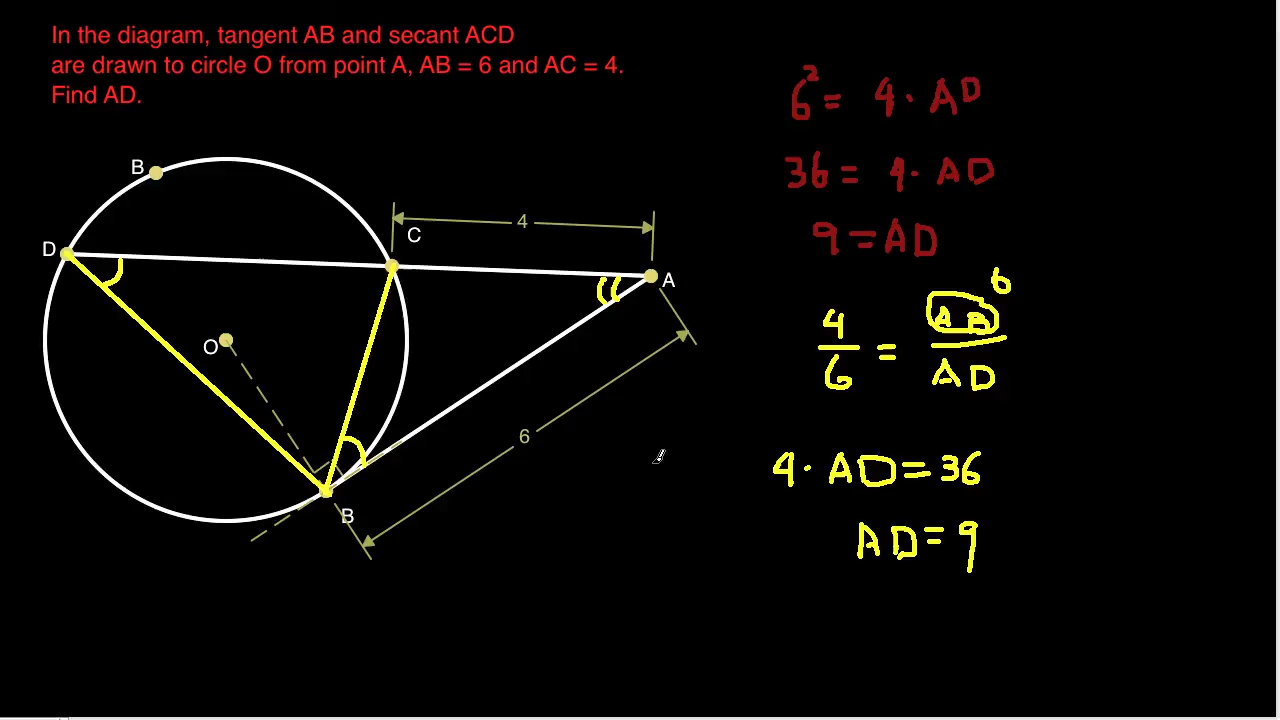 In the diagram, tangent AB and secant ACD
are drawn to circle O from point A, AB = 6 and AC = 4.
Find AD.
6² = 4 · AD
36 = 4 · AD
9 = AD
B
4
C
D
A
O
6
B
4/6 = AB/AD
6
4 · AD = 36
AD = 9